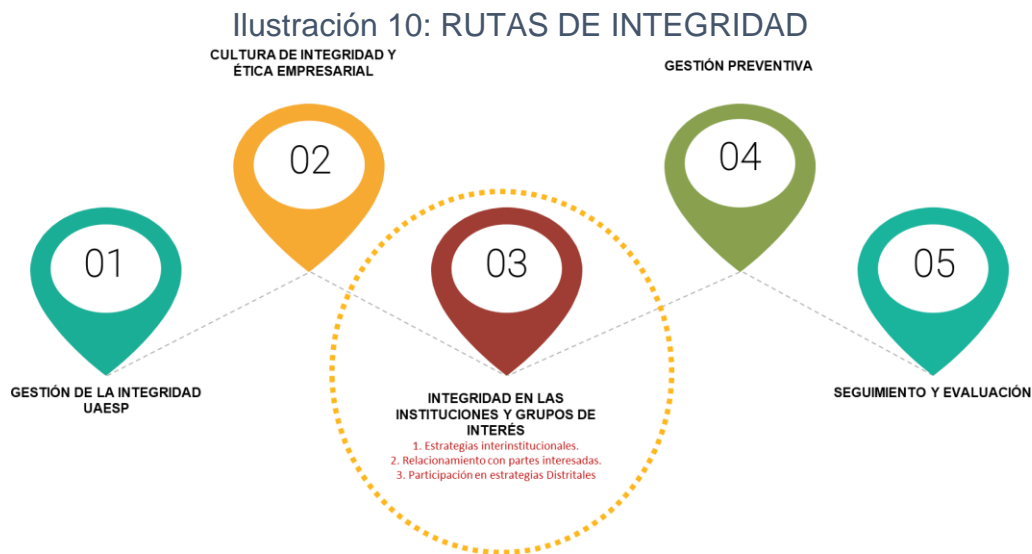 Ilustración 10: RUTAS DE INTEGRIDAD
CULTURA DE INTEGRIDAD Y
ÉTICA EMPRESARIAL
GESTIÓN PREVENTIVA
02
04
01
03
05
GESTIÓN DE LA INTEGRIDAD
UAESP
INTEGRIDAD EN LAS
INSTITUCIONES Y GRUPOS DE
INTERÉS
1. Estrategias interinstitucionales.
2. Relacionamiento con partes interesadas.
3. Participación en estrategias Distritales
SEGUIMIENTO Y EVALUACIÓN